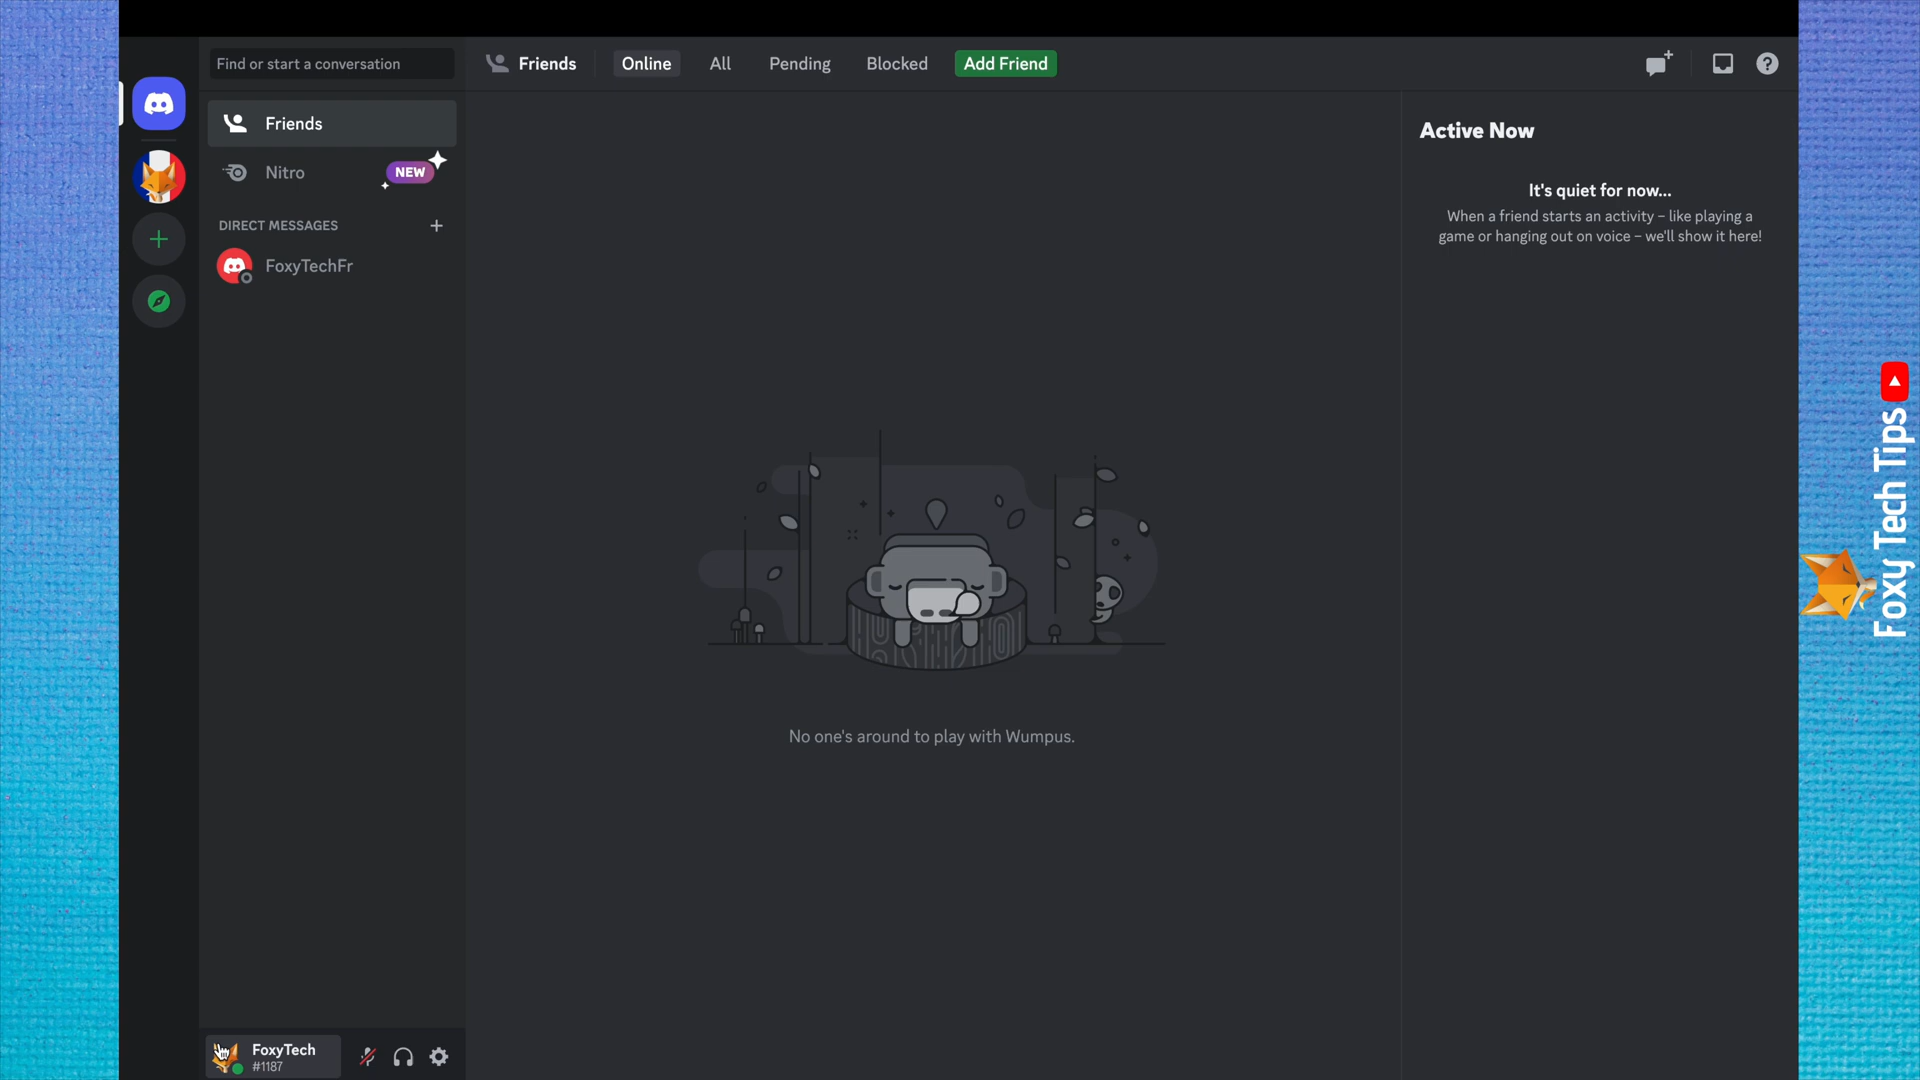 Find or start a conversation
Friends
Online
All
Pending
Blocked
Add Friend
Friends
Nitro
NEW
DIRECT MESSAGES
FoxyTechFr
Active Now
It's quiet for now...
When a friend starts an activity – like playing a
game or hanging out on voice – we'll show it here!
No one's around to play with Wumpus.
FoxyTech
#1187
Foxy Tech Tips